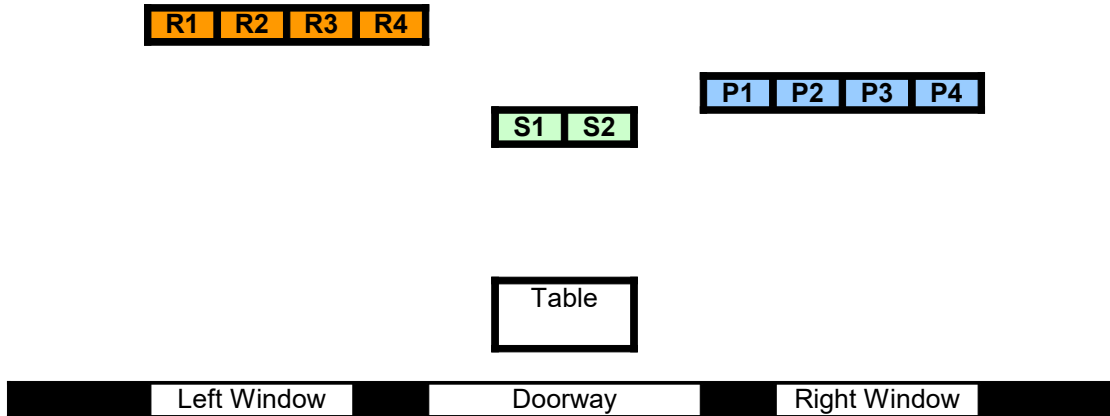 R1 R2 R3 R4
P1 P2 P3 P4
S1 S2
Table
Left Window Doorway Right Window